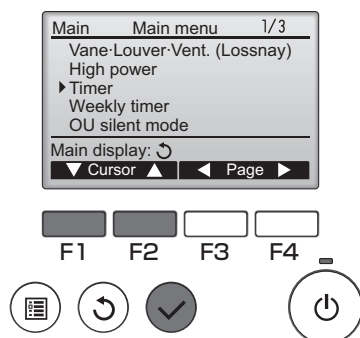 Main Main menu 1/3
Vane·Louver·Vent. (Lossnay)
High power
Timer
Weekly timer
OU silent mode
Main display:
Cursor Page
F1 F2 F3 F4